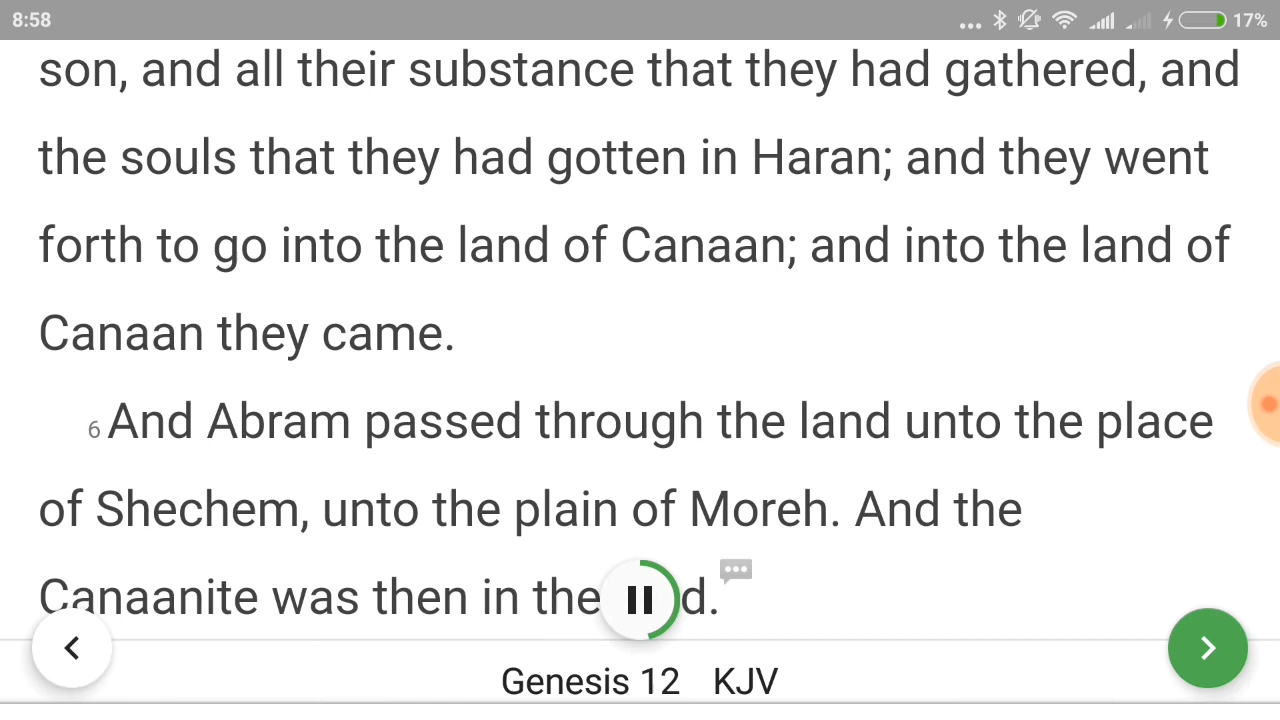 8:58 17%
son, and all their substance that they had gathered, and
the souls that they had gotten in Haran; and they went
forth to go into the land of Canaan; and into the land of
Canaan they came.
6 And Abram passed through the land unto the place
of Shechem, unto the plain of Moreh. And the
Canaanite was then in the d.
Genesis 12 KJV